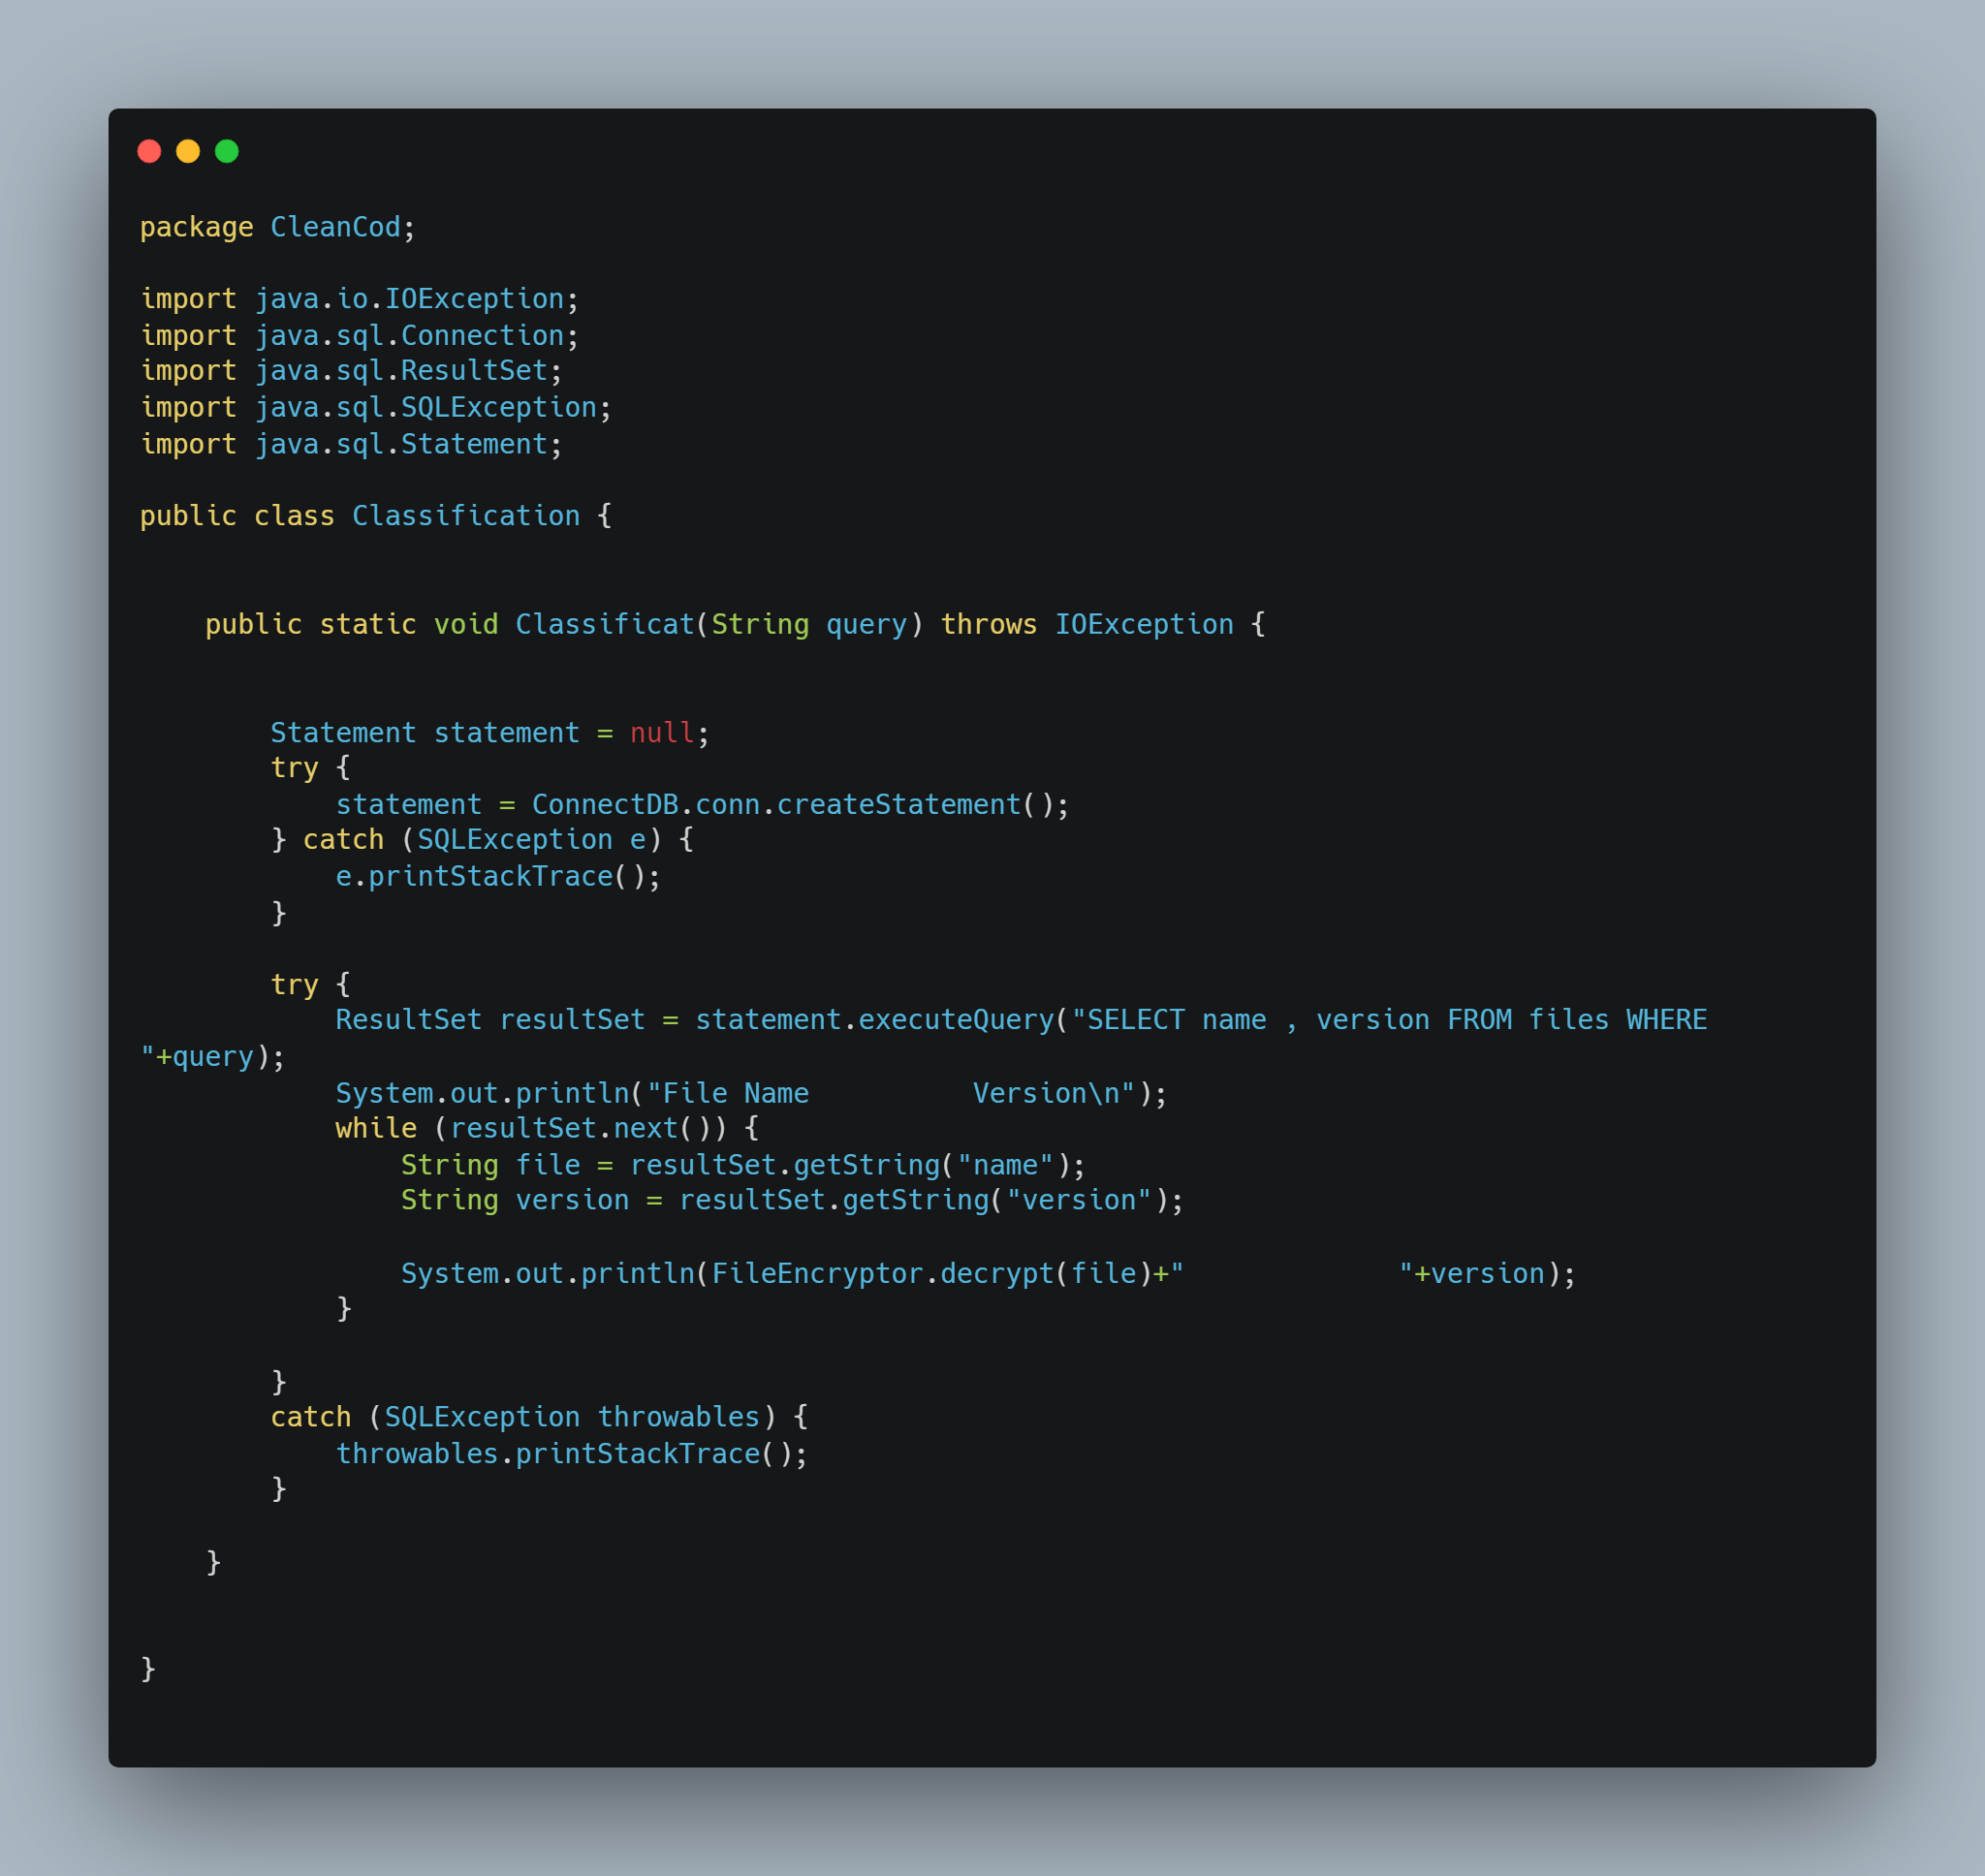 package CleanCod;

import java.io.IOException;
import java.sql.Connection;
import java.sql.ResultSet;
import java.sql.SQLException;
import java.sql.Statement;

public class Classification {


    public static void Classificat(String query) throws IOException {


        Statement statement = null;
        try {
            statement = ConnectDB.conn.createStatement();
        } catch (SQLException e) {
            e.printStackTrace();
        }

        try {
            ResultSet resultSet = statement.executeQuery("SELECT name , version FROM files WHERE
"+query);
            System.out.println("File Name          Version\n");
            while (resultSet.next()) {
                String file = resultSet.getString("name");
                String version = resultSet.getString("version");

                System.out.println(FileEncryptor.decrypt(file)+"             "+version);
            }

        }
        catch (SQLException throwables) {
            throwables.printStackTrace();
        }

    }


}